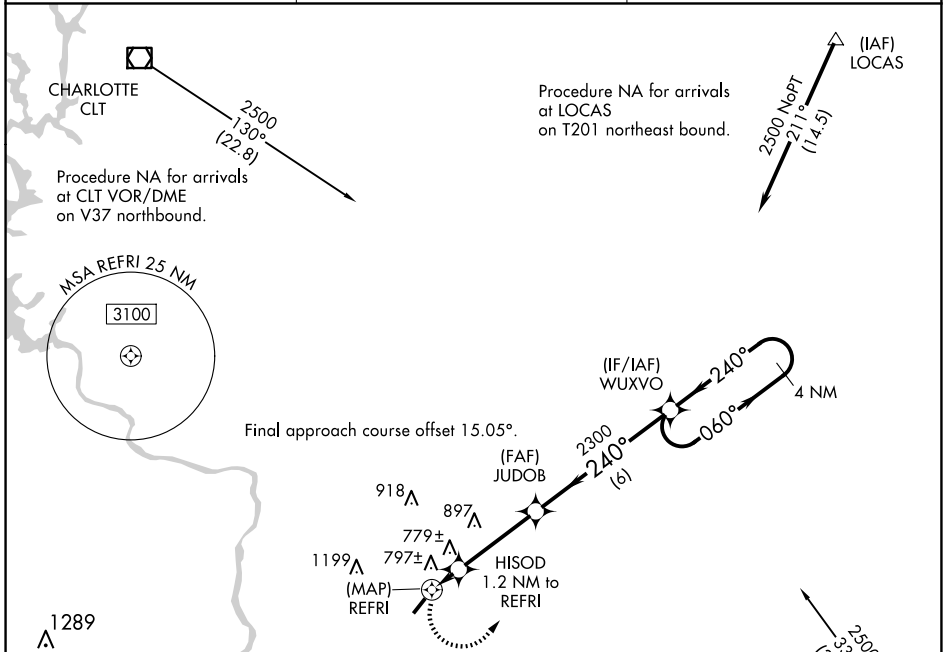 CHARLOTTE
CLT
2500
130°
(22.8)
Procedure NA for arrivals
at CLT VOR/DME
on V37 northbound.
Procedure NA for arrivals
at LOCAS
on T201 northeast bound.
(IAF)
LOCAS
2500 NoPT
211°
(14.5)
MSA REFRI 25 NM
3100
(IF/IAF)
WUXVO
240°
060°
4 NM
Final approach course offset 15.05°.
2300
240°
(6)
(FAF)
JUDOB
918
897
779±
797±
1199
HISOD
1.2 NM to
REFRI
(MAP)
REFRI
1289
2500